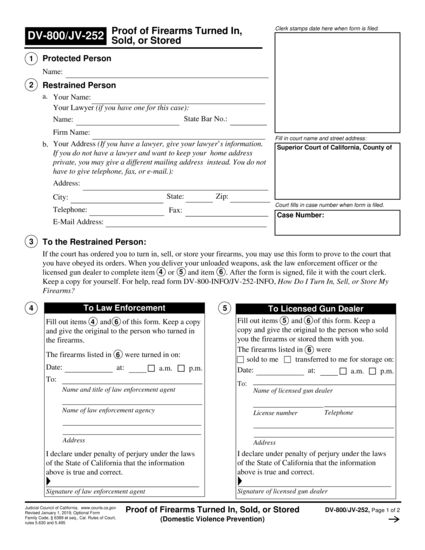 DV-800/JV-252
Proof of Firearms Turned In,
Sold, or Stored
Clerk stamps date here when form is filed.
1 Protected Person
Name:
2 Restrained Person
a. Your Name:
Your Lawyer (if you have one for this case):
Name: State Bar No.:
Firm Name:
b. Your Address (If you have a lawyer, give your lawyer's information.
If you do not have a lawyer and want to keep your home address
private, you may give a different mailing address instead. You do not
have to give telephone, fax, or e-mail.):
Address:
City: State: Zip:
Telephone: Fax:
E-Mail Address:
Fill in court name and street address:
Superior Court of California, County of
Court fills in case number when form is filed.
Case Number:
3 To the Restrained Person:
If the court has ordered you to turn in, sell, or store your firearms, you may use this form to prove to the court that
you have obeyed its orders. When you deliver your unloaded weapons, ask the law enforcement officer or the
licensed gun dealer to complete item 4 or 5 and item 6. After the form is signed, file it with the court clerk.
Keep a copy for yourself. For help, read form DV-800-INFO/JV-252-INFO, How Do I Turn In, Sell, or Store My
Firearms?
4 To Law Enforcement
Fill out items 4 and 6 of this form. Keep a copy
and give the original to the person who turned in
the firearms.
The firearms listed in 6 were turned in on:
Date: at: a.m. p.m.
To:
Name and title of law enforcement agent
Name of law enforcement agency
Address
I declare under penalty of perjury under the laws
of the State of California that the information
above is true and correct.
Signature of law enforcement agent
5 To Licensed Gun Dealer
Fill out items 5 and 6 of this form. Keep a
copy and give the original to the person who sold
you the firearms or stored them with you.
The firearms listed in 6 were
sold to me transferred to me for storage on:
Date: at: a.m. p.m.
To:
Name of licensed gun dealer
License number Telephone
Address
I declare under penalty of perjury under the laws
of the State of California that the information
above is true and correct.
Signature of licensed gun dealer
Judicial Council of California, www.courts.ca.gov
Revised January 1, 2019, Optional Form
Family Code, § 6389 et seq., Cal. Rules of Court,
rules 5.630 and 5.495
Proof of Firearms Turned In, Sold, or Stored
(Domestic Violence Prevention)
DV-800/JV-252, Page 1 of 2